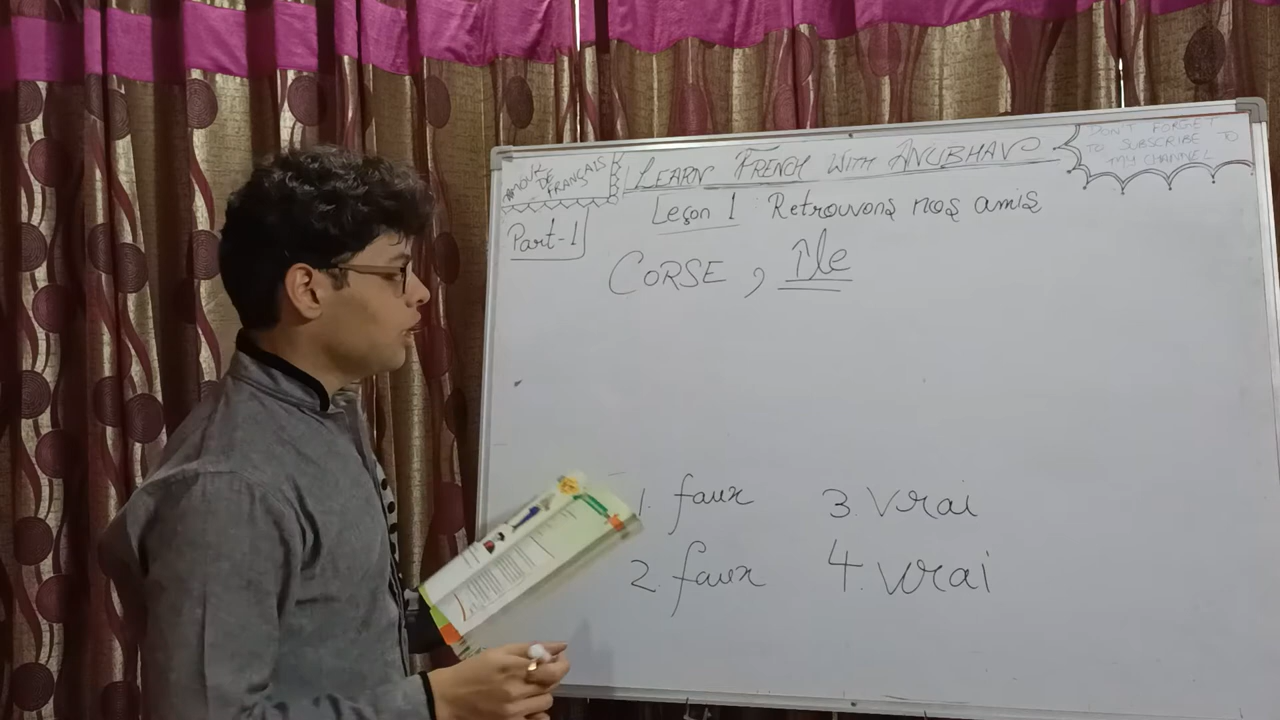 AMOUR DE FRANÇAIS
LEARN FRENCH WITH ANUBHAV
DON'T FORGET
TO SUBSCRIBE TO
MY CHANNEL
Leçon 1 Retrouvons nos amis
Part-1
CORSE, Île
1. faux 3. Vrai
2. faux 4. vrai